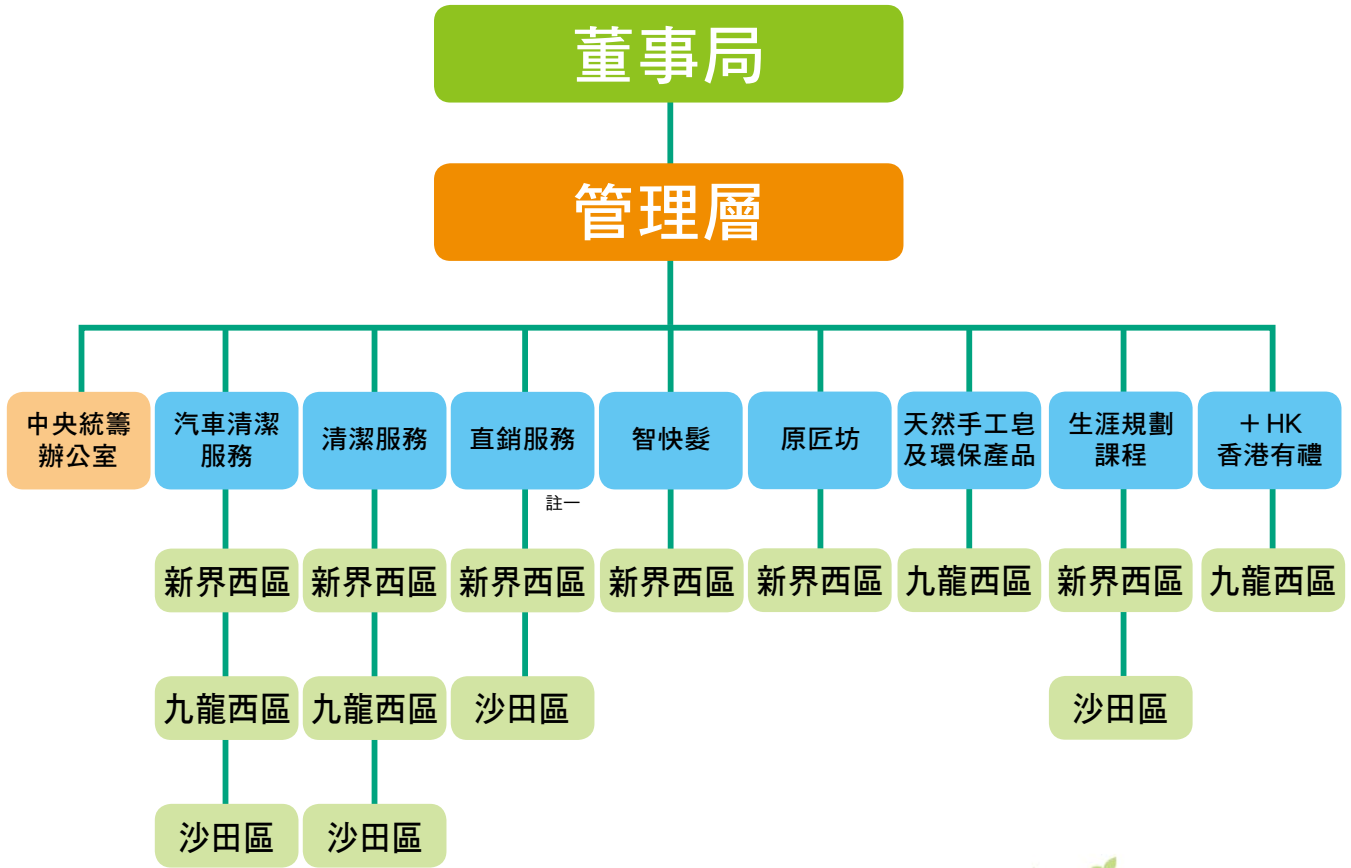 董事局
管理層
中央統籌
辦公室
汽車清潔
服務
清潔服務
直銷服務
智快髮
原匠坊
天然手工皂
及環保產品
生涯規劃
課程
＋HK
香港有禮
註一
新界西區
新界西區
新界西區
新界西區
新界西區
九龍西區
新界西區
九龍西區
九龍西區
九龍西區
沙田區
沙田區
沙田區
沙田區